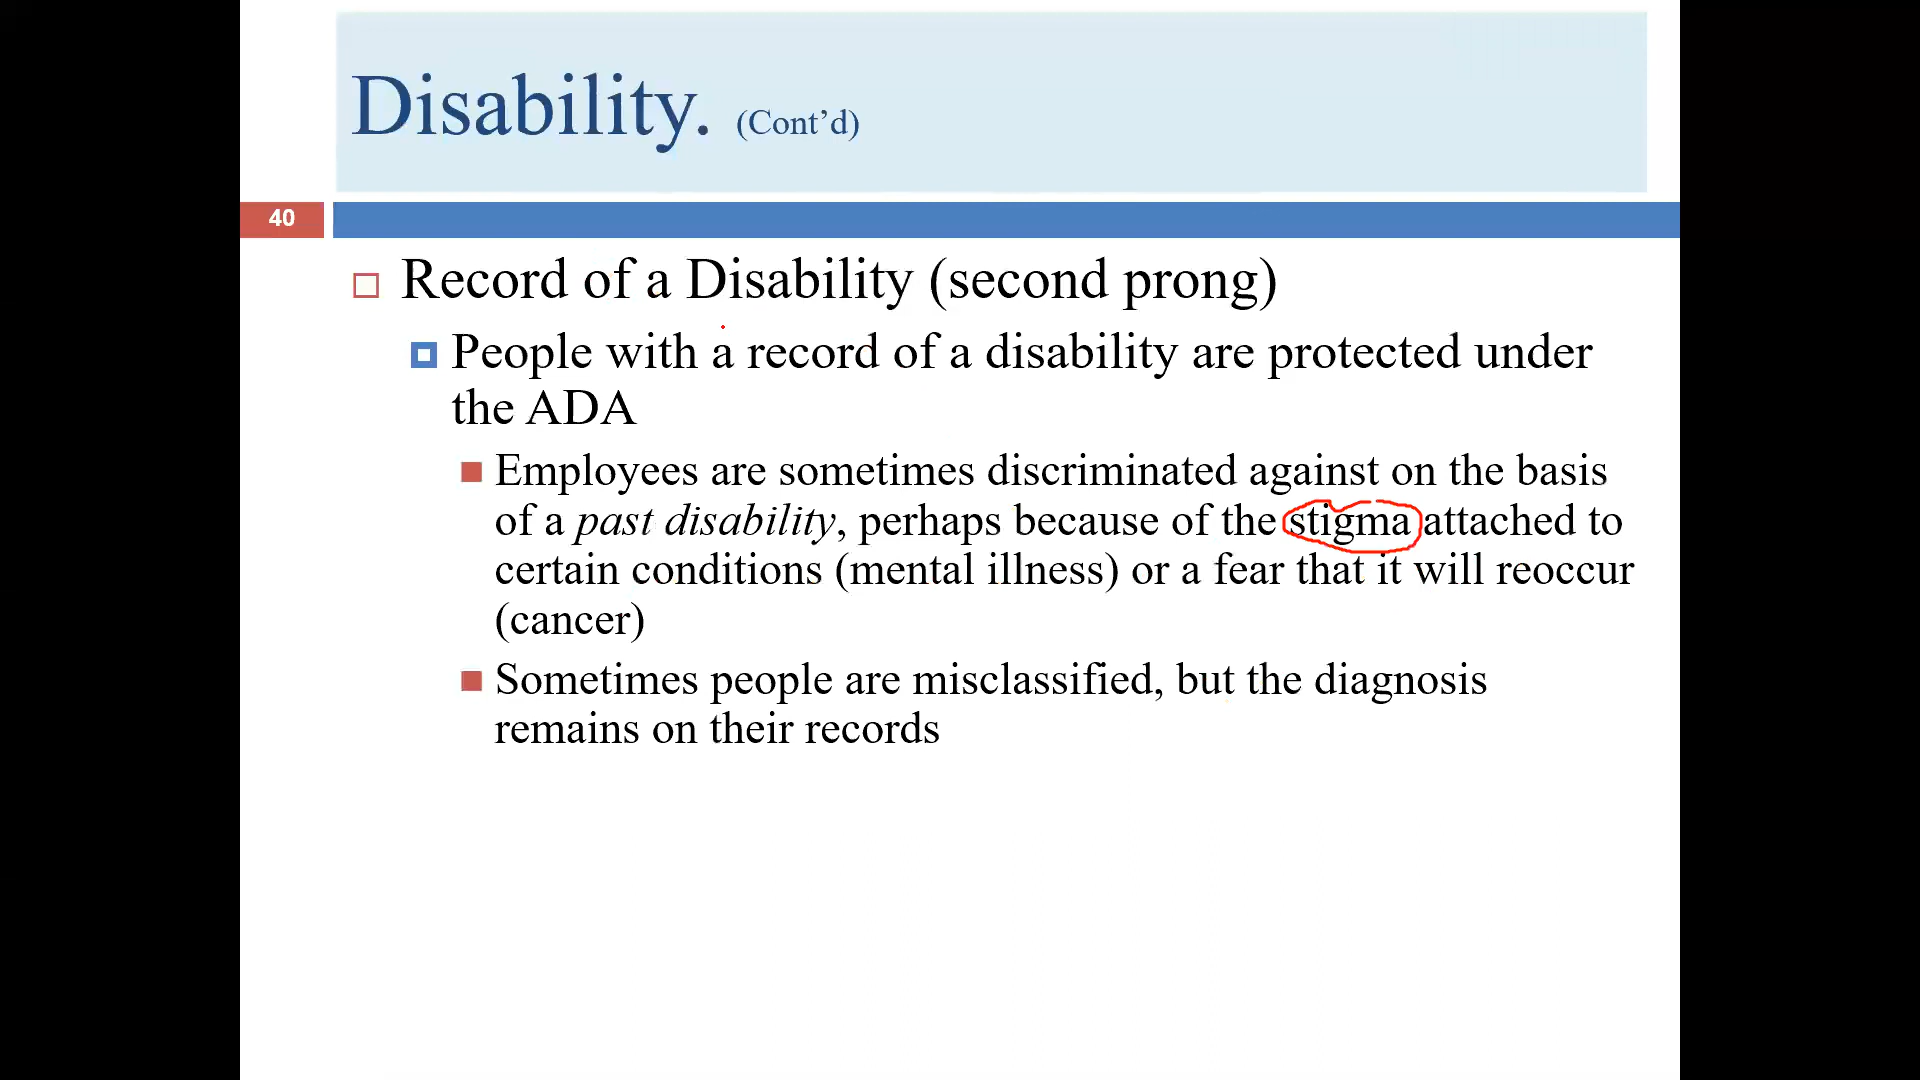 Disability. (Cont’d)
40
Record of a Disability (second prong)
People with a record of a disability are protected under
the ADA
Employees are sometimes discriminated against on the basis
of a past disability, perhaps because of the stigma attached to
certain conditions (mental illness) or a fear that it will reoccur
(cancer)
Sometimes people are misclassified, but the diagnosis
remains on their records